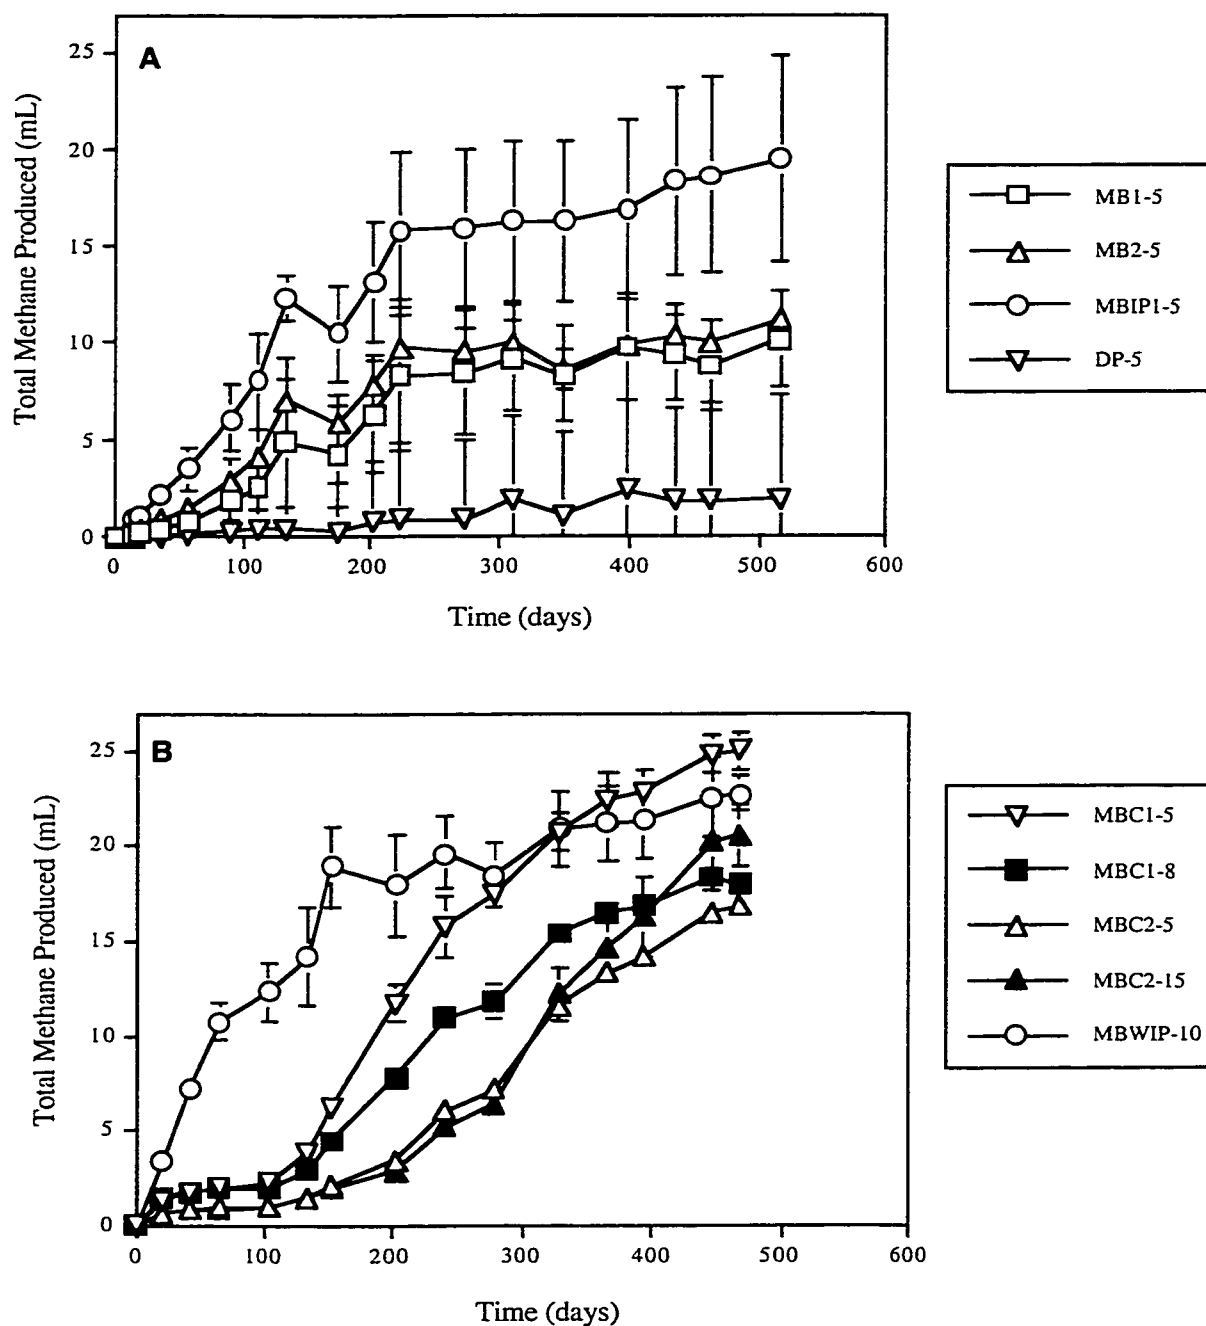 A
25
20
15
10
5
0
Total Methane Produced (mL)
0 100 200 300 400 500 600
Time (days)
MB1-5
MB2-5
MBIP1-5
DP-5
B
25
20
15
10
5
0
Total Methane Produced (mL)
0 100 200 300 400 500 600
Time (days)
MBC1-5
MBC1-8
MBC2-5
MBC2-15
MBWIP-10